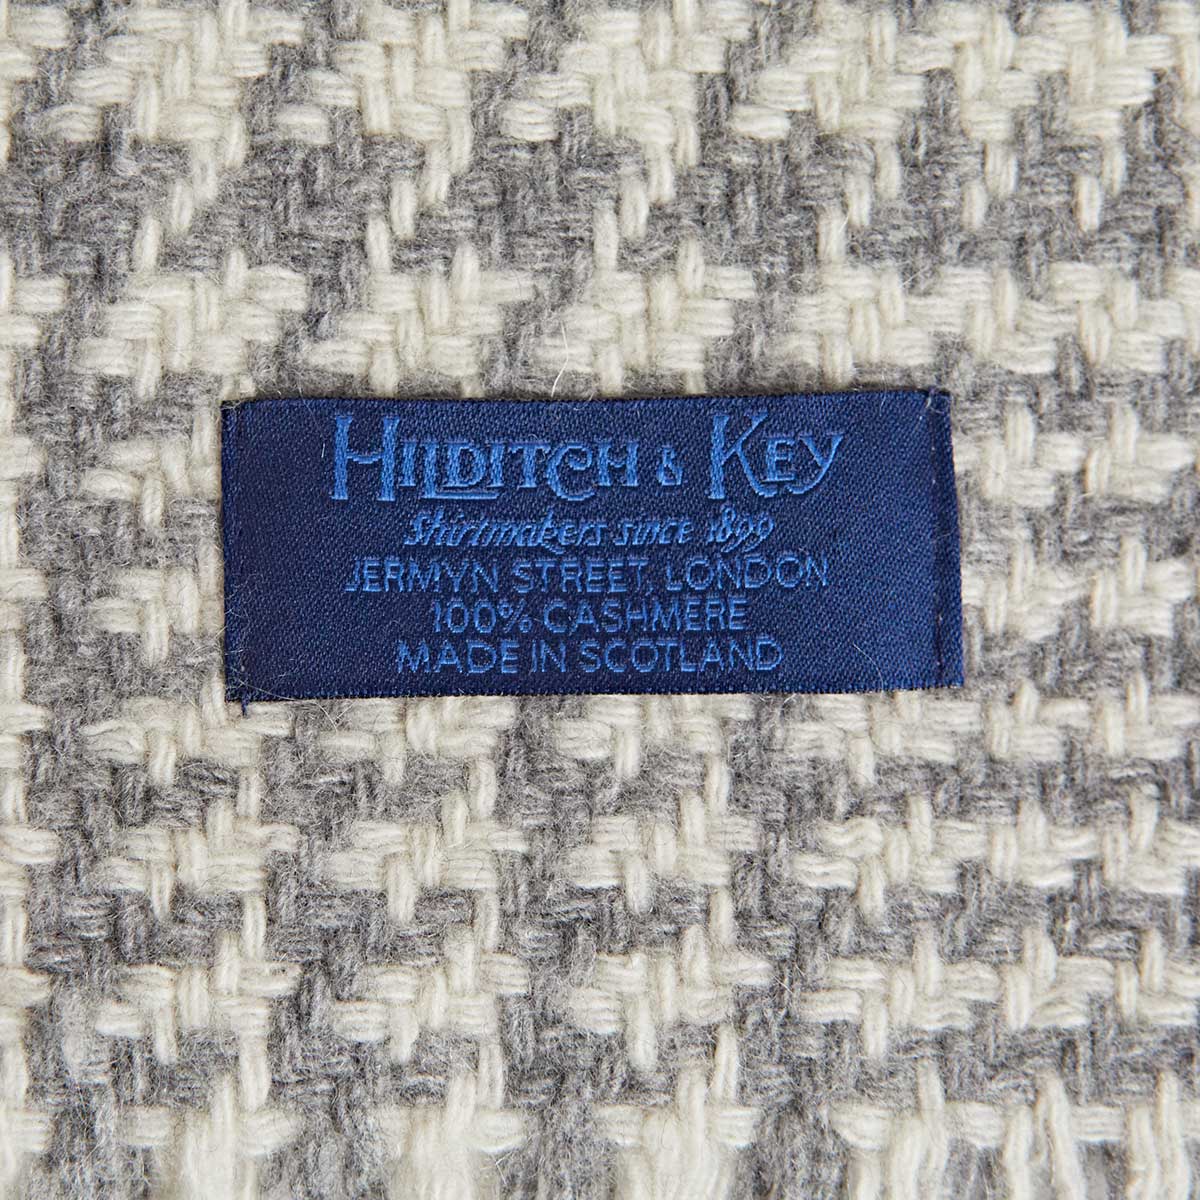 HILDITCH & KEY
Shirtmakers since 1899
JERMYN STREET, LONDON
100% CASHMERE
MADE IN SCOTLAND